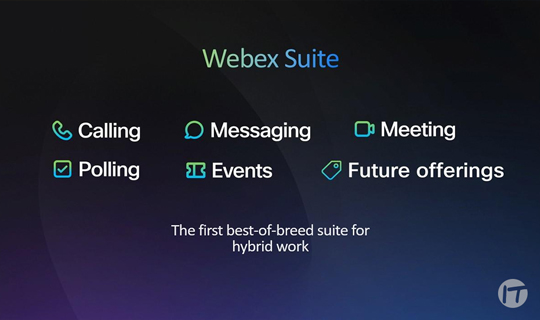 Webex Suite
Calling Messaging Meeting
Polling Events Future offerings
The first best-of-breed suite for
hybrid work
IT